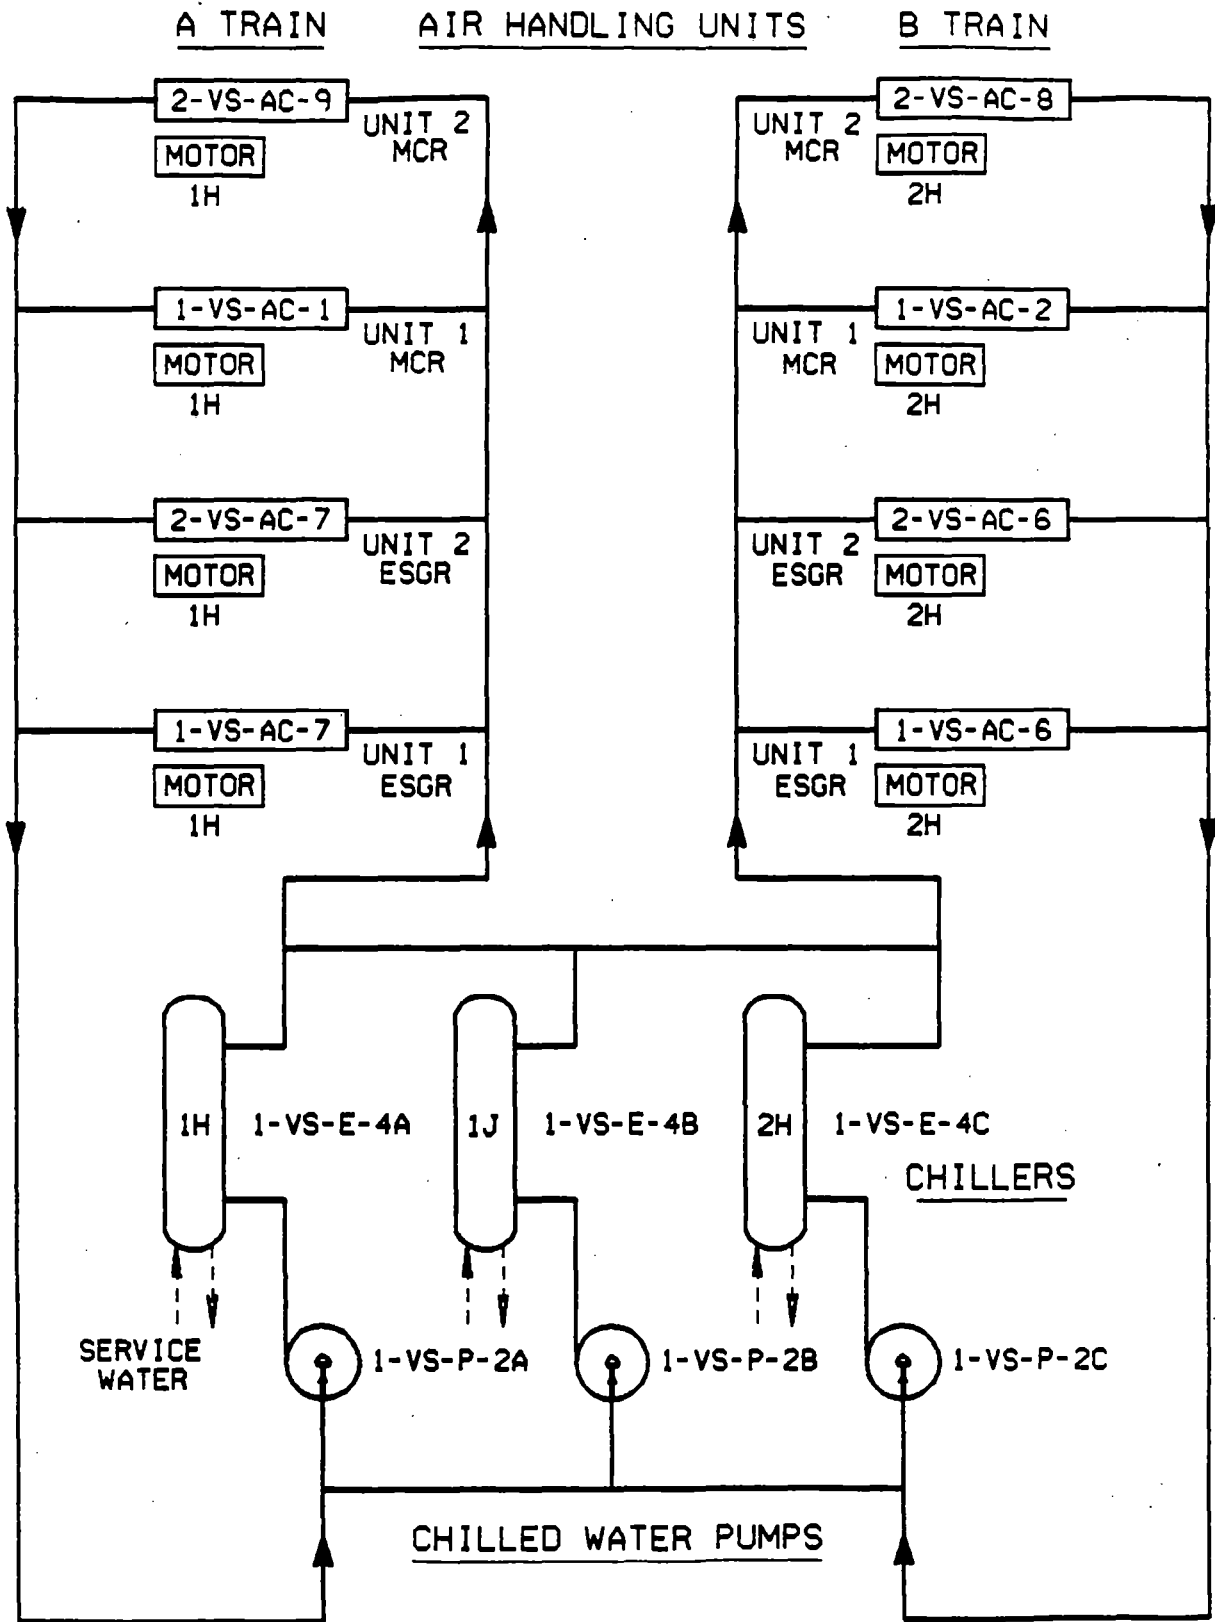 A TRAIN AIR HANDLING UNITS B TRAIN
2-VS-AC-9 UNIT 2 MCR
MOTOR
1H
UNIT 2 MCR 2-VS-AC-8
MOTOR
2H
1-VS-AC-1 UNIT 1 MCR
MOTOR
1H
UNIT 1 MCR 1-VS-AC-2
MOTOR
2H
2-VS-AC-7 UNIT 2 ESGR
MOTOR
1H
UNIT 2 ESGR 2-VS-AC-6
MOTOR
2H
1-VS-AC-7 UNIT 1 ESGR
MOTOR
1H
UNIT 1 ESGR 1-VS-AC-6
MOTOR
2H
1H 1-VS-E-4A 1J 1-VS-E-4B 2H 1-VS-E-4C
CHILLERS
SERVICE
WATER
1-VS-P-2A 1-VS-P-2B 1-VS-P-2C
CHILLED WATER PUMPS